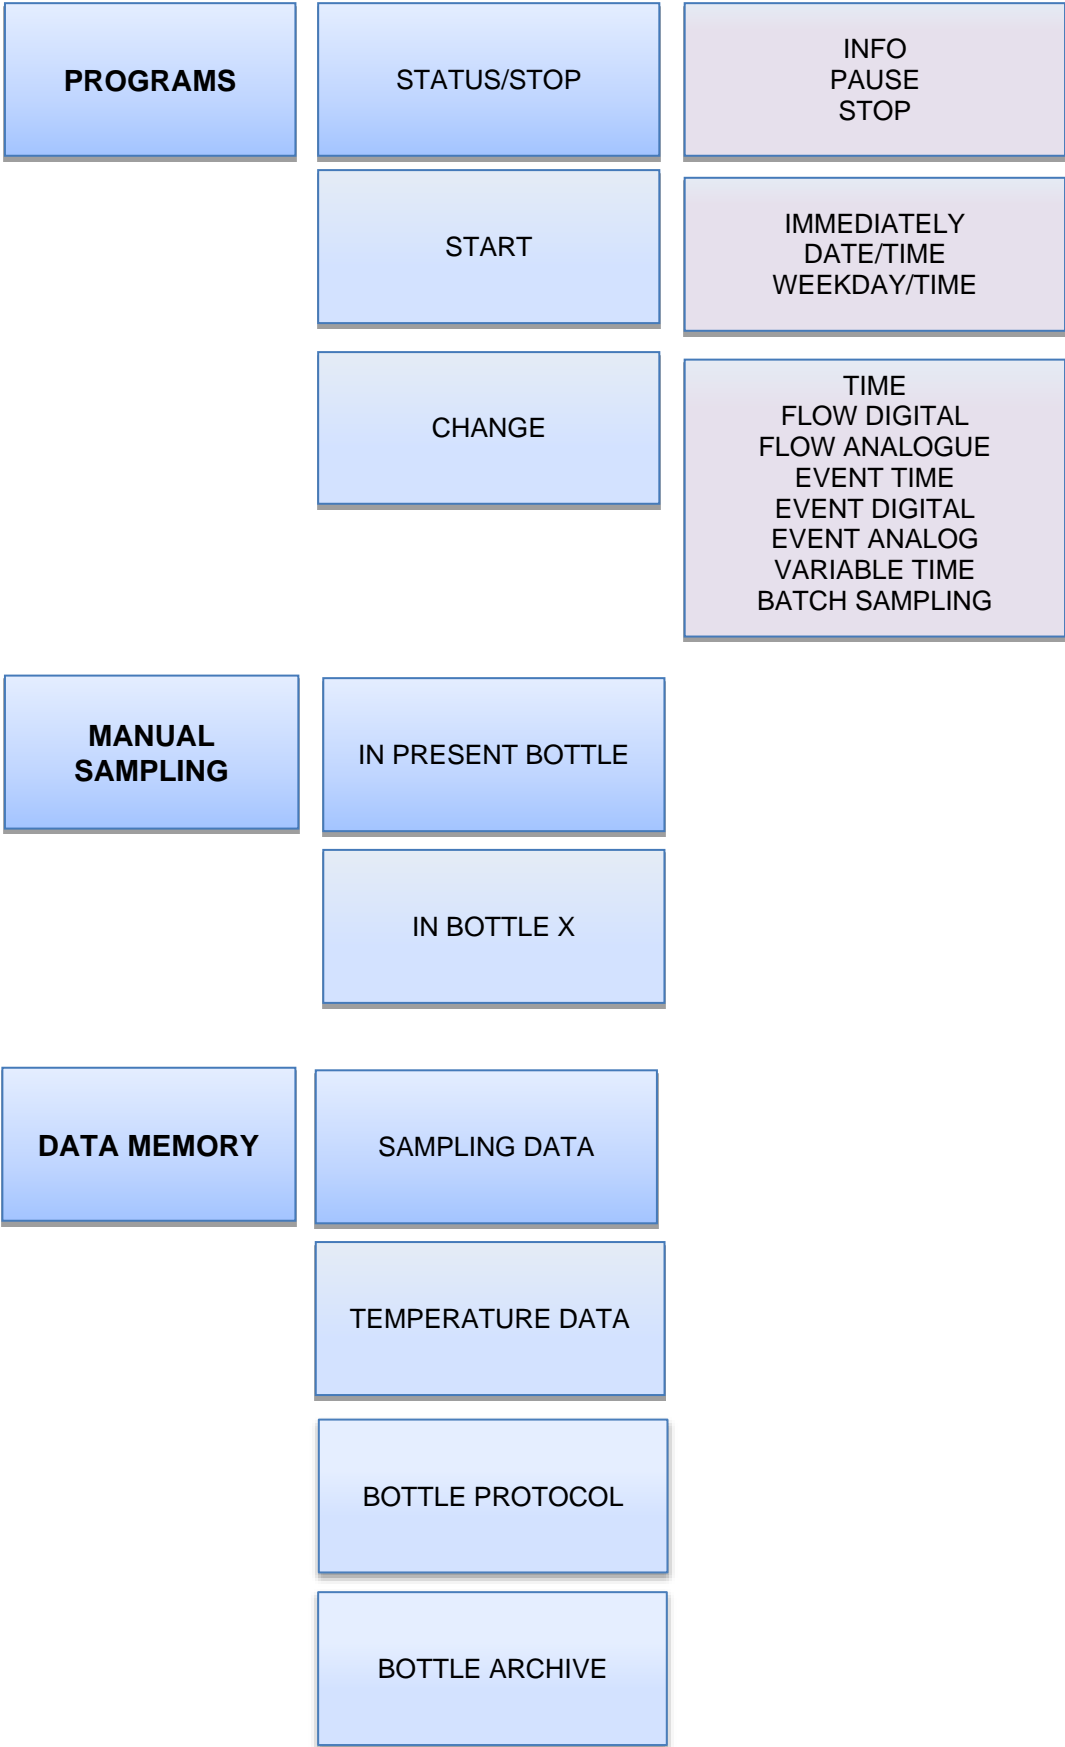 PROGRAMS
STATUS/STOP
INFO
PAUSE
STOP
START
IMMEDIATELY
DATE/TIME
WEEKDAY/TIME
CHANGE
TIME
FLOW DIGITAL
FLOW ANALOGUE
EVENT TIME
EVENT DIGITAL
EVENT ANALOG
VARIABLE TIME
BATCH SAMPLING
MANUAL
SAMPLING
IN PRESENT BOTTLE
IN BOTTLE X
DATA MEMORY
SAMPLING DATA
TEMPERATURE DATA
BOTTLE PROTOCOL
BOTTLE ARCHIVE